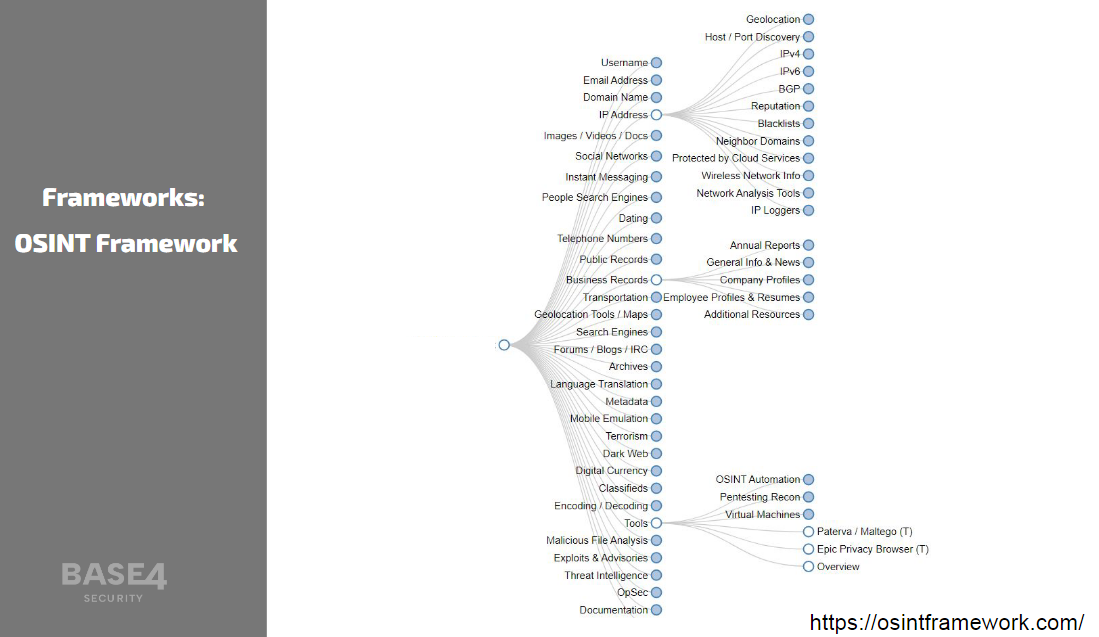 Frameworks:
OSINT Framework
BASE4
SECURITY
Username
Email Address
Domain Name
IP Address
Images / Videos / Docs
Social Networks
Instant Messaging
People Search Engines
Dating
Telephone Numbers
Public Records
Business Records
Transportation
Geolocation Tools / Maps
Search Engines
Forums / Blogs / IRC
Archives
Language Translation
Metadata
Mobile Emulation
Terrorism
Dark Web
Digital Currency
Classifieds
Encoding / Decoding
Tools
Malicious File Analysis
Exploits & Advisories
Threat Intelligence
OpSec
Documentation
Geolocation
Host / Port Discovery
IPv4
IPv6
BGP
Reputation
Blacklists
Neighbor Domains
Protected by Cloud Services
Wireless Network Info
Network Analysis Tools
IP Loggers
Annual Reports
General Info & News
Company Profiles
Employee Profiles & Resumes
Additional Resources
OSINT Automation
Pentesting Recon
Virtual Machines
Paterva / Maltego (T)
Epic Privacy Browser (T)
Overview
https://osintframework.com/